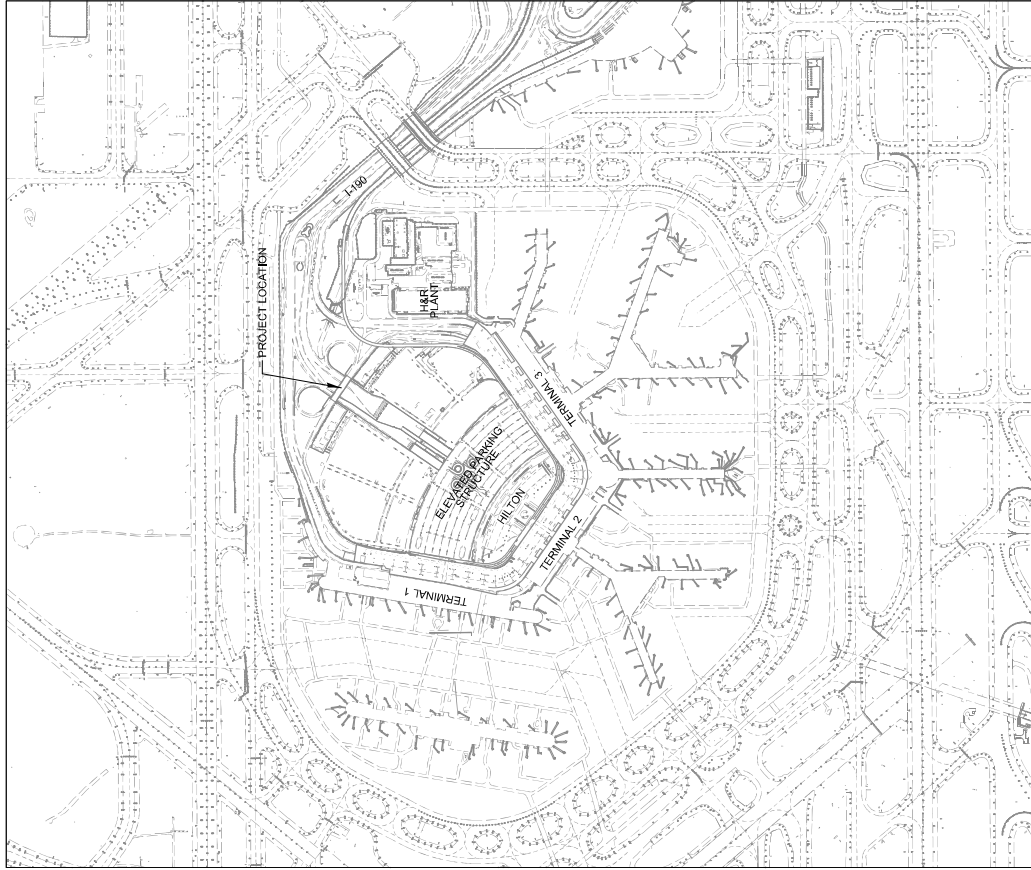 I-190
PROJECT LOCATION
H&R
PLANT
TERMINAL 3
ELEVATED PARKING
STRUCTURE
HILTON
TERMINAL 2
TERMINAL 1